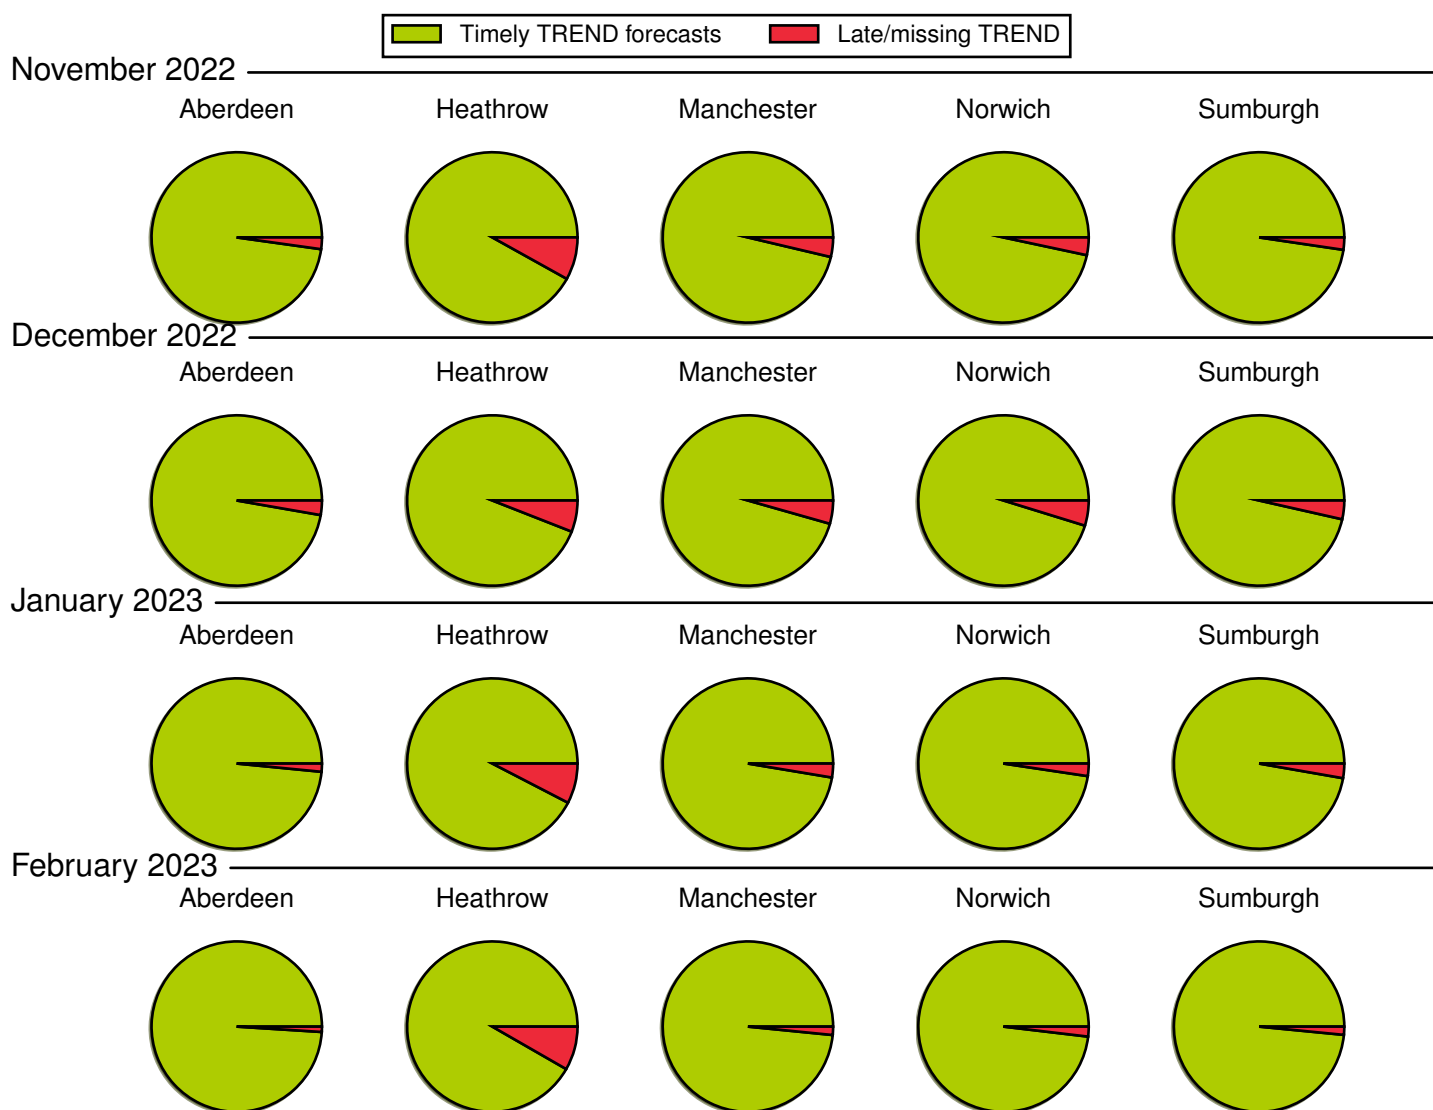 Timely TREND forecasts Late/missing TREND
November 2022
Aberdeen Heathrow Manchester Norwich Sumburgh
December 2022
Aberdeen Heathrow Manchester Norwich Sumburgh
January 2023
Aberdeen Heathrow Manchester Norwich Sumburgh
February 2023
Aberdeen Heathrow Manchester Norwich Sumburgh